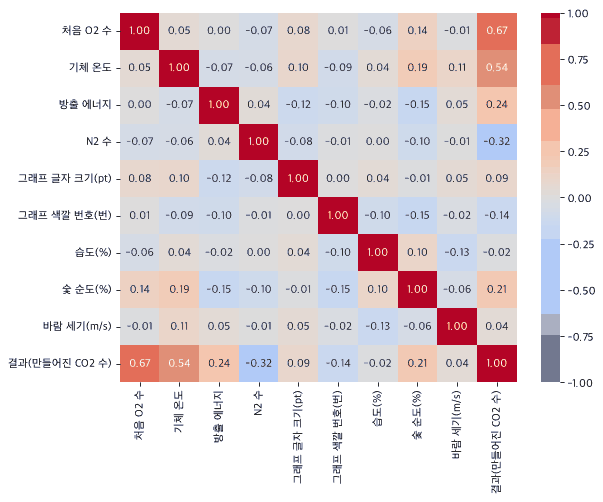 처음 O2 수 1.00 0.05 0.00 -0.07 0.08 0.01 -0.06 0.14 -0.01 0.67
기체 온도 0.05 1.00 -0.07 -0.06 0.10 -0.09 0.04 0.19 0.11 0.54
방출 에너지 0.00 -0.07 1.00 0.04 -0.12 -0.10 -0.02 -0.15 0.05 0.24
N2 수 -0.07 -0.06 0.04 1.00 -0.08 -0.01 0.00 -0.10 -0.01 -0.32
그래프 글자 크기(pt) 0.08 0.10 -0.12 -0.08 1.00 0.00 0.04 -0.01 0.05 0.09
그래프 색깔 번호(번) 0.01 -0.09 -0.10 -0.01 0.00 1.00 -0.10 -0.15 -0.02 -0.14
습도(%) -0.06 0.04 -0.02 0.00 0.04 -0.10 1.00 0.10 -0.13 -0.02
숯 순도(%) 0.14 0.19 -0.15 -0.10 -0.01 -0.15 0.10 1.00 -0.06 0.21
바람 세기(m/s) -0.01 0.11 0.05 -0.01 0.05 -0.02 -0.13 -0.06 1.00 0.04
결과(만들어진 CO2 수) 0.67 0.54 0.24 -0.32 0.09 -0.14 -0.02 0.21 0.04 1.00
처음 O2 수
기체 온도
방출 에너지
N2 수
그래프 글자 크기(pt)
그래프 색깔 번호(번)
습도(%)
숯 순도(%)
바람 세기(m/s)
결과(만들어진 CO2 수)
1.00
0.75
0.50
0.25
0.00
-0.25
-0.50
-0.75
-1.00